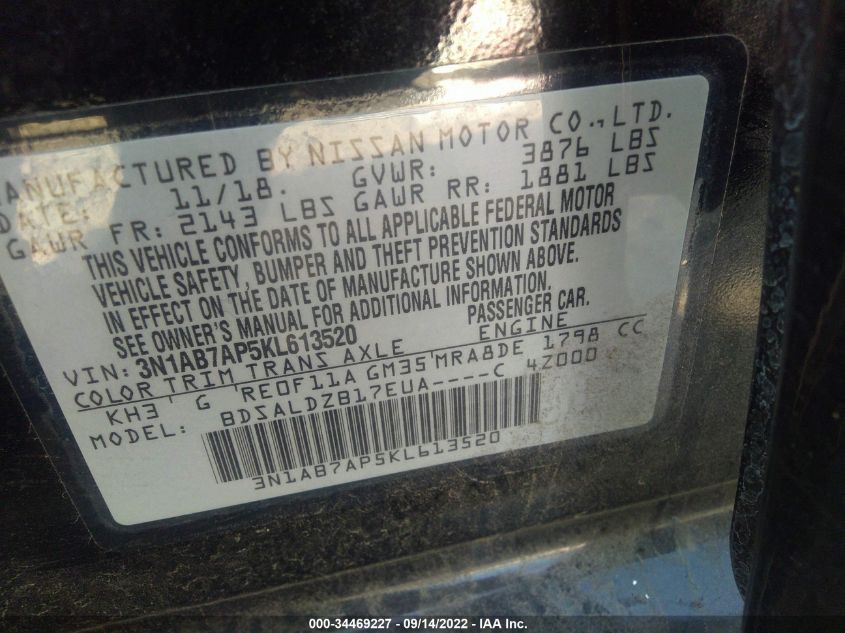 MANUFACTURED BY NISSAN MOTOR CO.,LTD.
DATE: 11/18. GVWR: 3876 LBS
GAWR FR: 2143 LBS GAWR RR: 1881 LBS
THIS VEHICLE CONFORMS TO ALL APPLICABLE FEDERAL MOTOR
VEHICLE SAFETY, BUMPER AND THEFT PREVENTION STANDARDS
IN EFFECT ON THE DATE OF MANUFACTURE SHOWN ABOVE.
SEE OWNER'S MANUAL FOR ADDITIONAL INFORMATION.
VIN: 3N1AB7AP5KL613520 PASSENGER CAR.
COLOR TRIM TRANS AXLE ENGINE
KH3 ' G 'RE0F11A GM35'MRA8DE 1798 CC
MODEL: BDSALDZB17EUA----C 4Z000
3N1AB7AP5KL613520
000-34469227 - 09/14/2022 - IAA Inc.